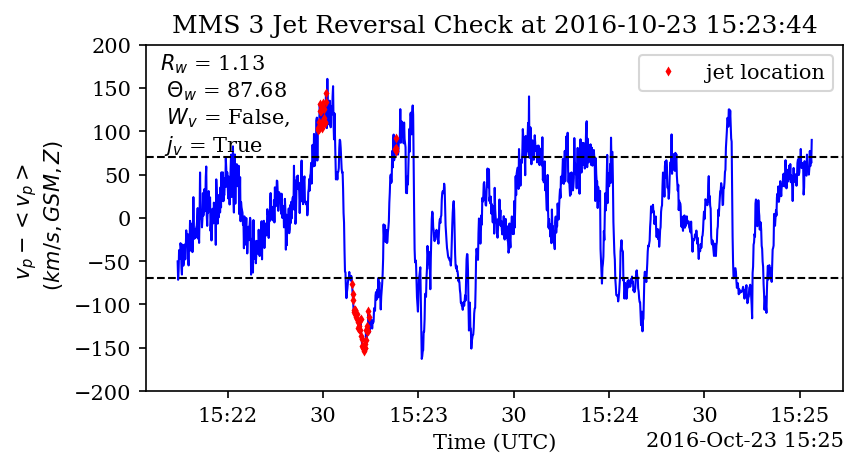 MMS 3 Jet Reversal Check at 2016-10-23 15:23:44
R_w = 1.13
Θ_w = 87.68
W_v = False,
j_v = True
jet location
v_p − < v_p >
(km/s, GSM, Z)
200
150
100
50
0
−50
−100
−150
−200
15:22
30
15:23
30
15:24
30
15:25
Time (UTC)
2016-Oct-23 15:25